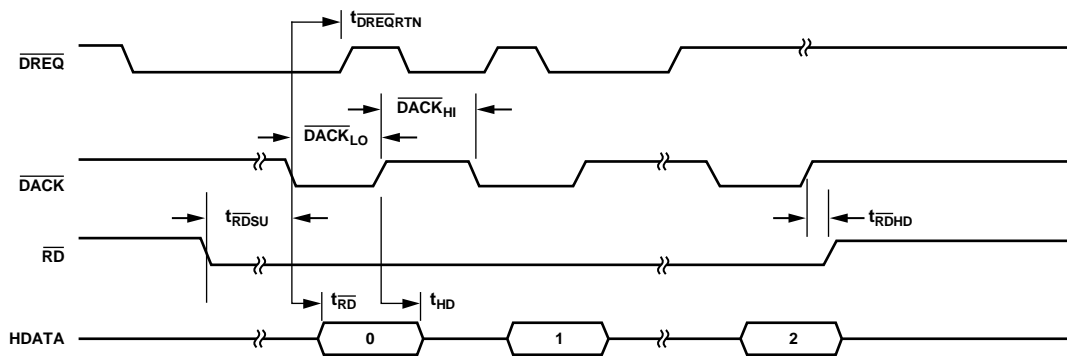 tDREQRTN
DREQ
DACKHI
DACKLO
DACK
tRDSU
tRDHD
RD
tRD
tHD
HDATA
0
1
2